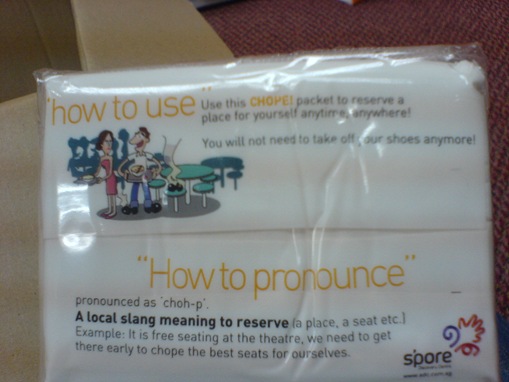 "how to use"
Use this CHOPE! packet to reserve a
place for yourself anytime, anywhere!
You will not need to take off your shoes anymore!
"How to pronounce"
pronounced as 'choh-p'.
A local slang meaning to reserve (a place, a seat etc.)
Example: It is free seating at the theatre, we need to get
there early to chope the best seats for ourselves.
s'pore